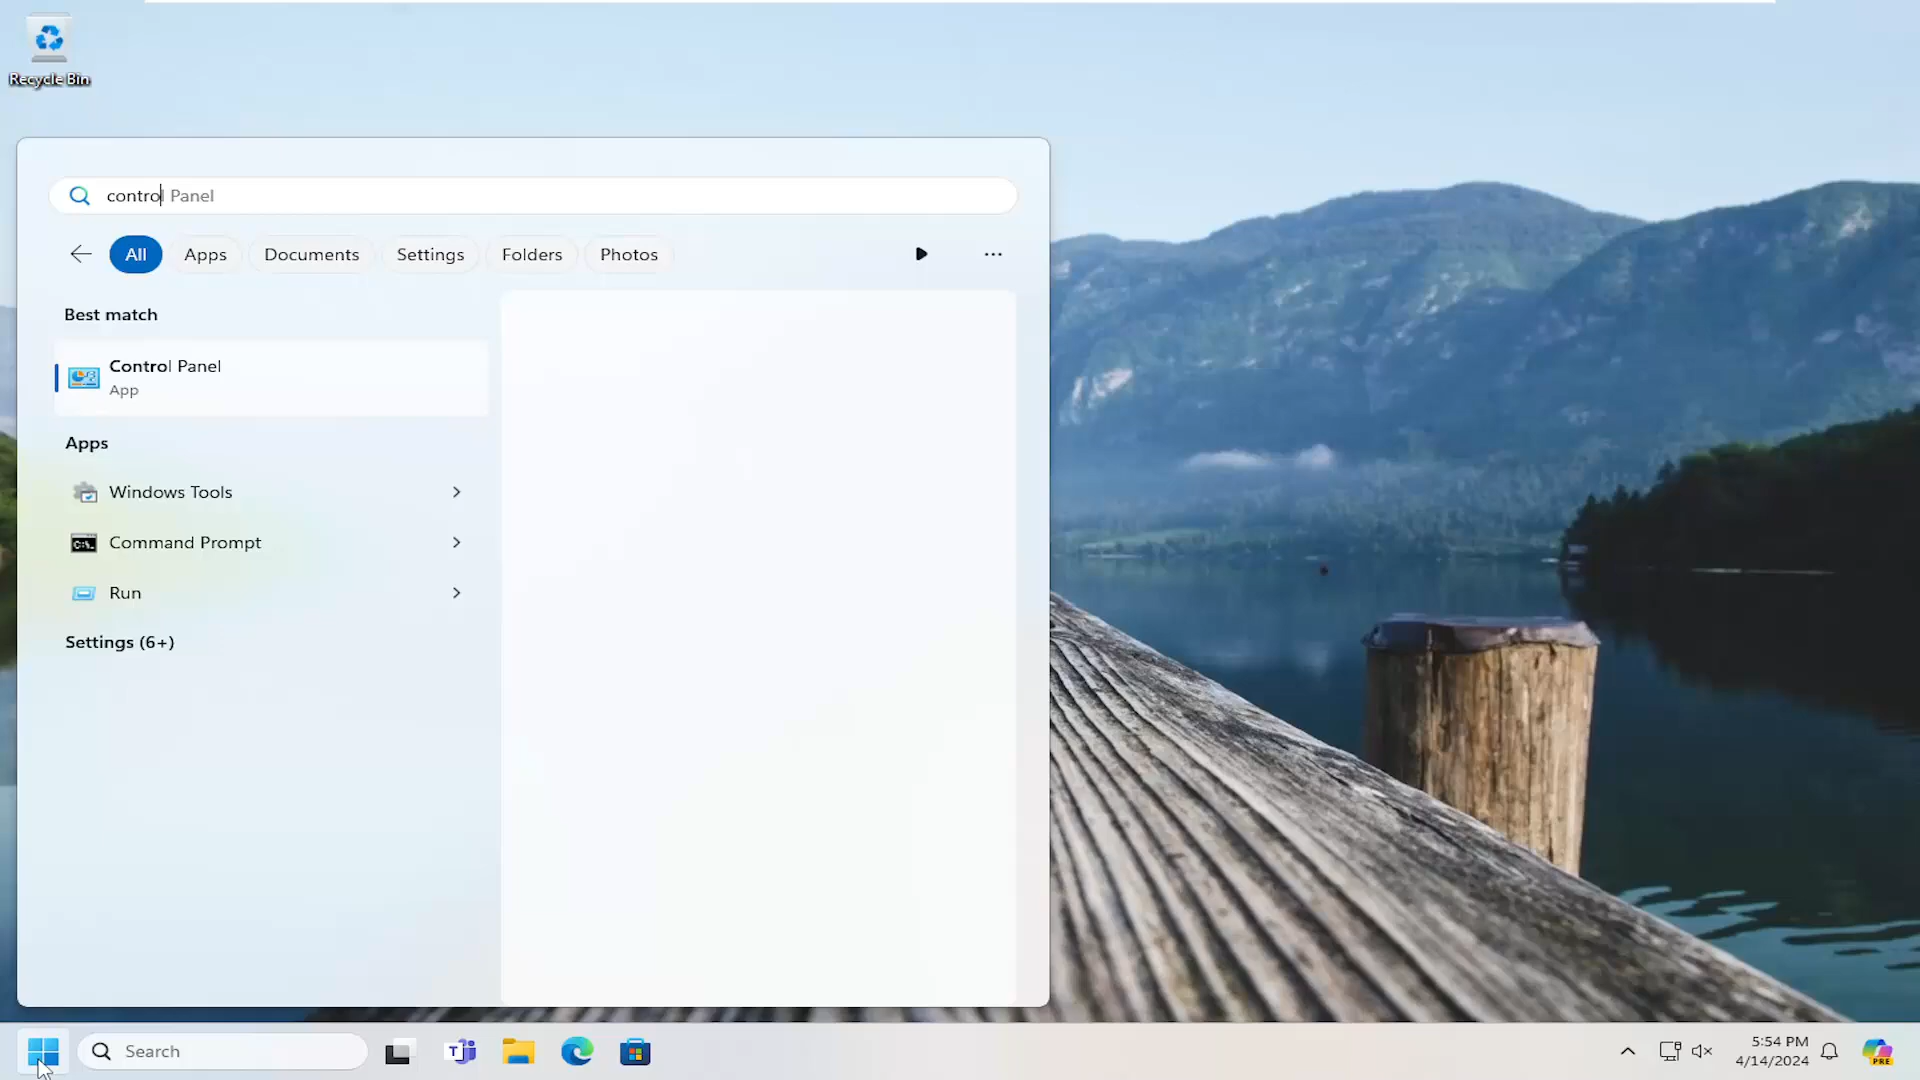 Recycle Bin
control Panel
All
Apps
Documents
Settings
Folders
Photos
Best match
Control Panel
App
Apps
Windows Tools
Command Prompt
Run
Settings (6+)
Search
5:54 PM
4/14/2024
PRE